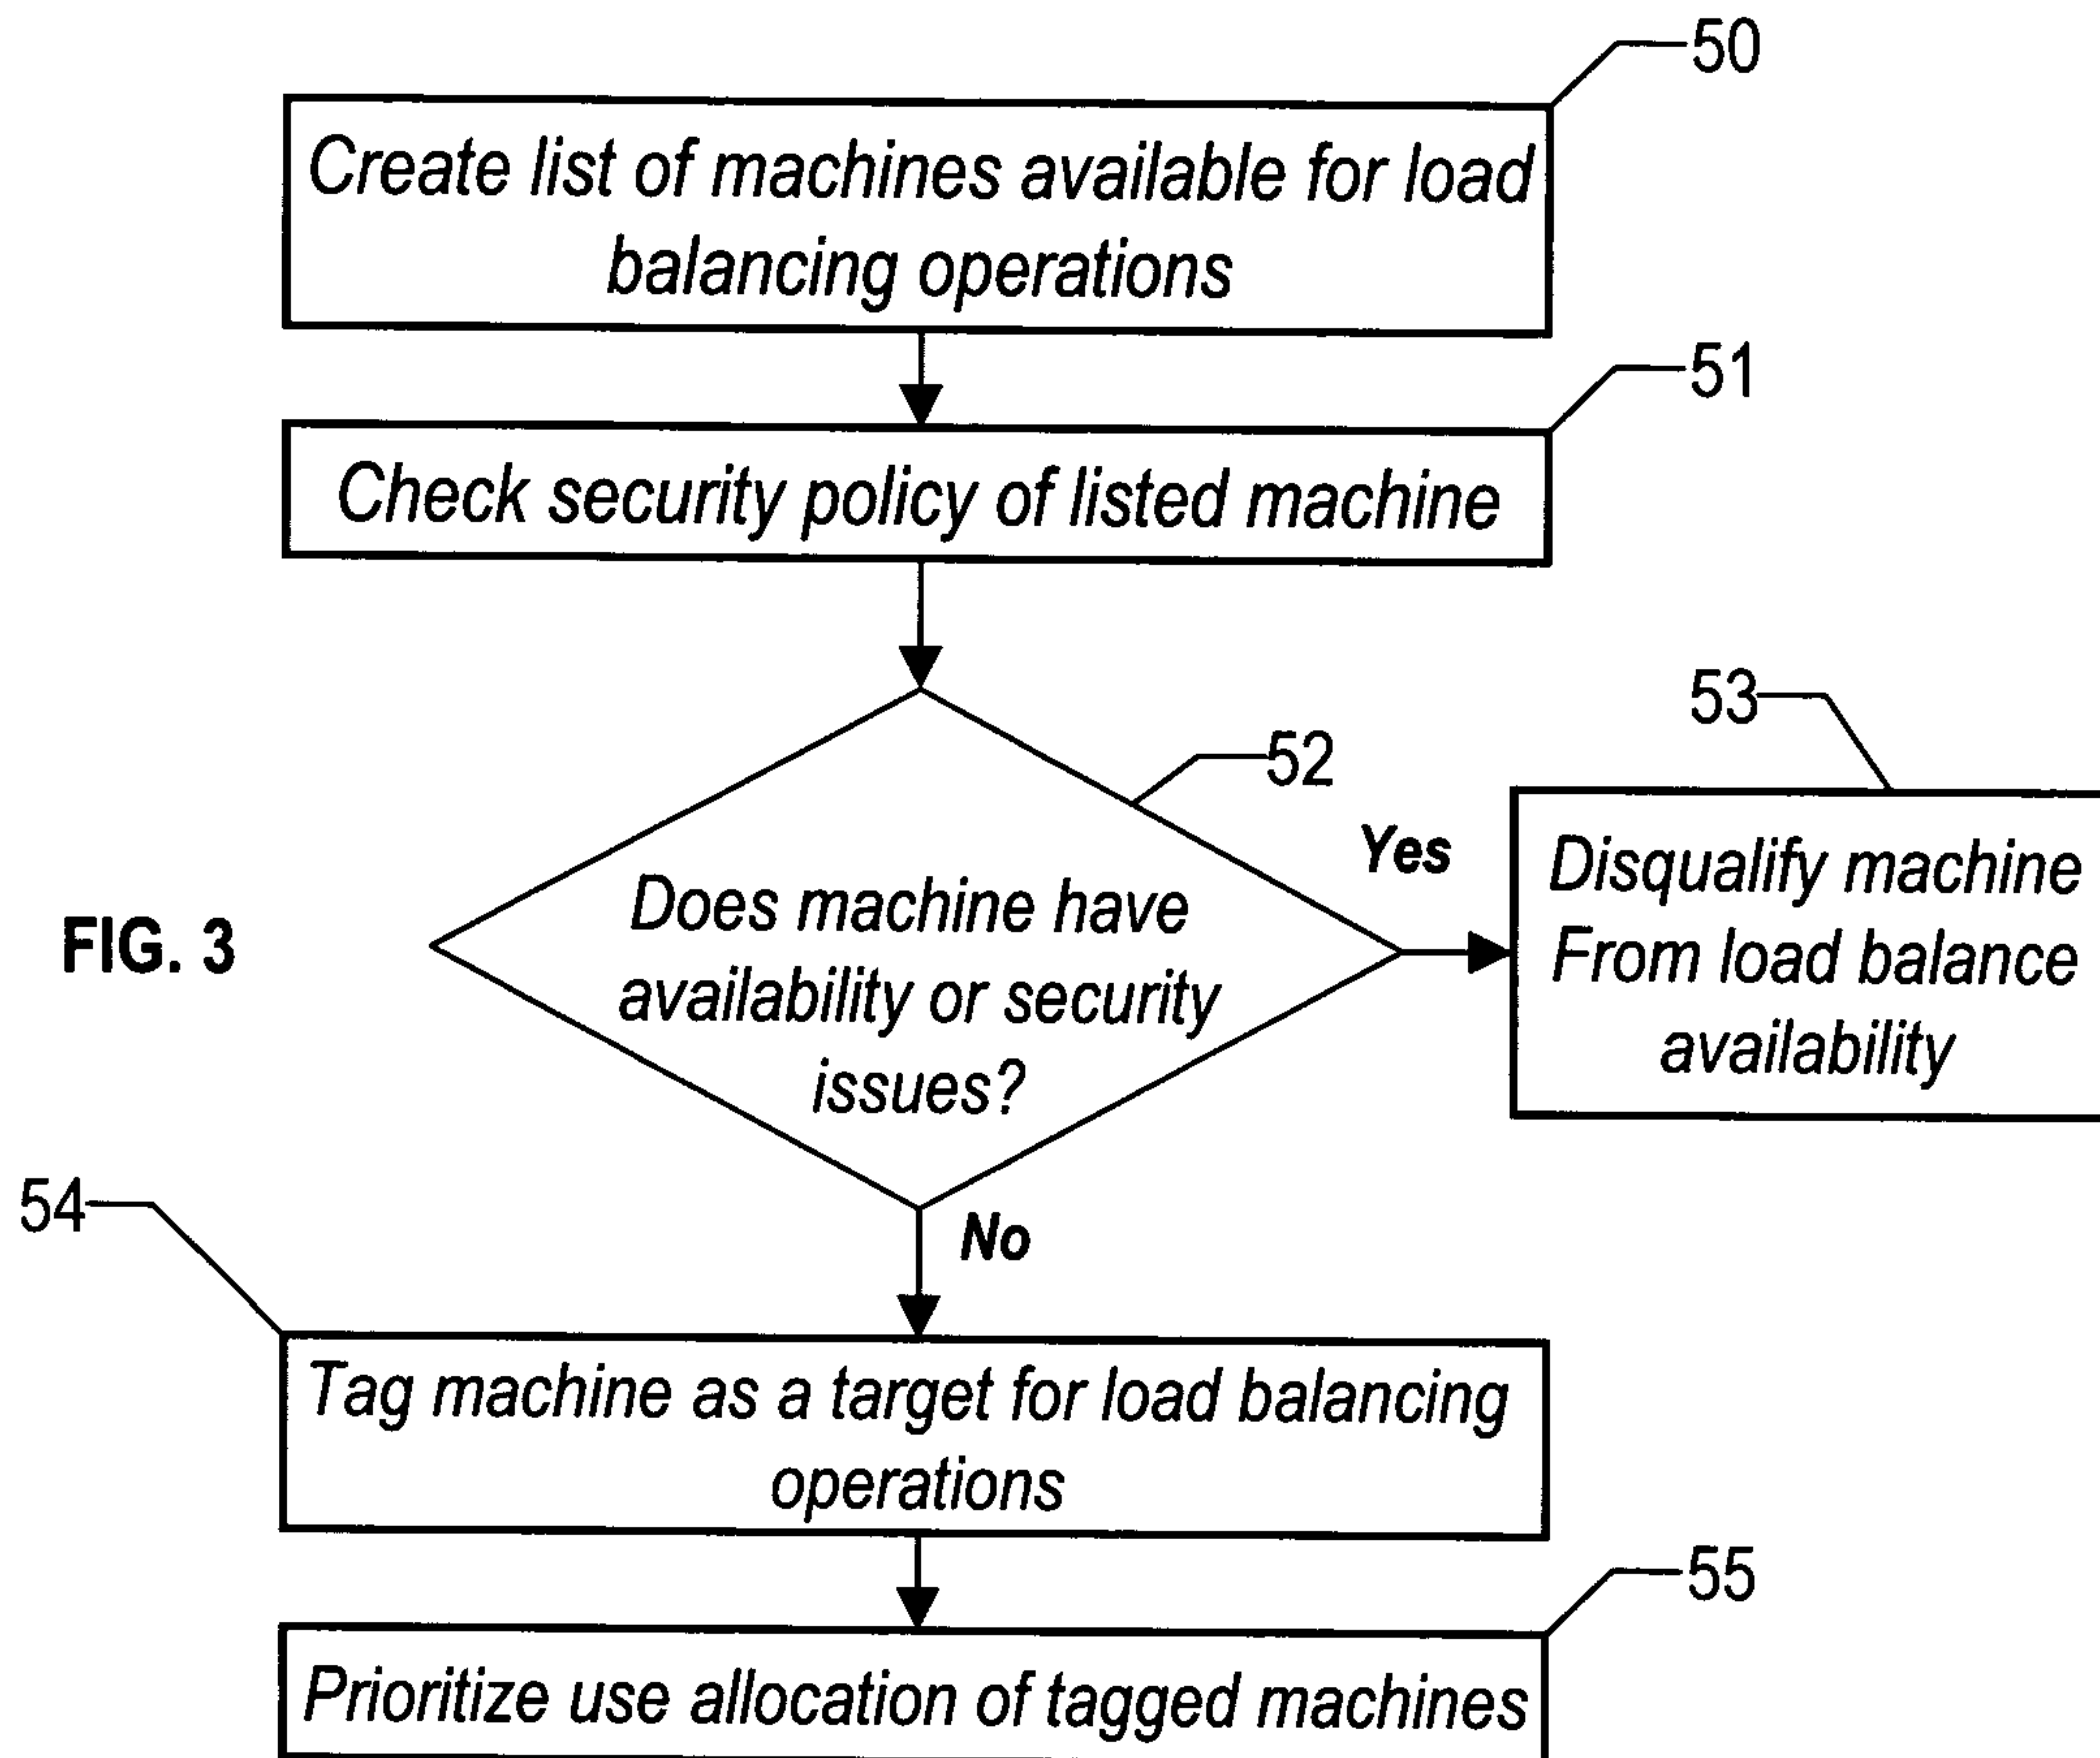 50
Create list of machines available for load
balancing operations
51
Check security policy of listed machine
52
53
Yes
Does machine have
availability or security
issues?
Disqualify machine
From load balance
availability
FIG. 3
54
No
Tag machine as a target for load balancing
operations
55
Prioritize use allocation of tagged machines